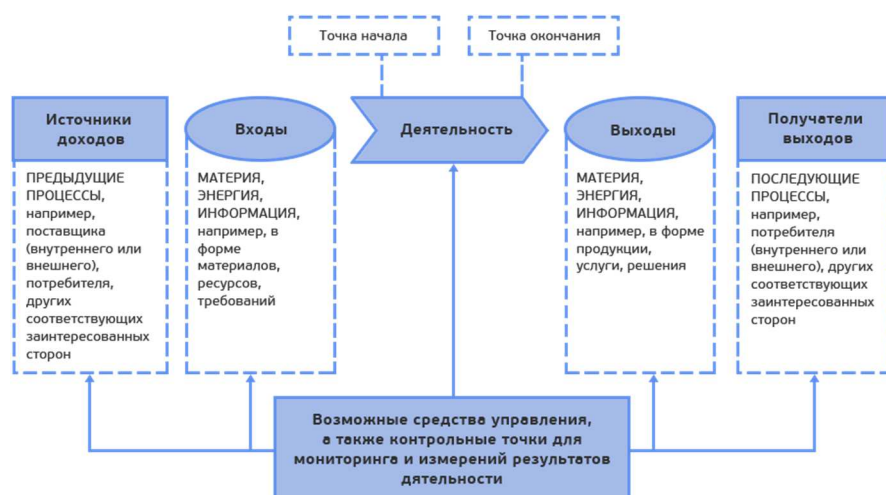 Точка начала
Точка окончания
Источники
доходов
Входы
Деятельность
Выходы
Получатели
выходов
ПРЕДЫДУЩИЕ
ПРОЦЕССЫ,
например,
поставщика
(внутреннего или
внешнего),
потребителя,
других
соответствующих
заинтересованных
сторон
МАТЕРИЯ,
ЭНЕРГИЯ,
ИНФОРМАЦИЯ,
например, в
форме
материалов,
ресурсов,
требований
МАТЕРИЯ,
ЭНЕРГИЯ,
ИНФОРМАЦИЯ,
например, в форме
продукции,
услуги, решения
ПОСЛЕДУЮЩИЕ
ПРОЦЕССЫ,
например,
потребителя
(внутреннего или
внешнего), других
соответствующих
заинтересованных
сторон
Возможные средства управления,
а также контрольные точки для
мониторинга и измерений результатов
дятельности